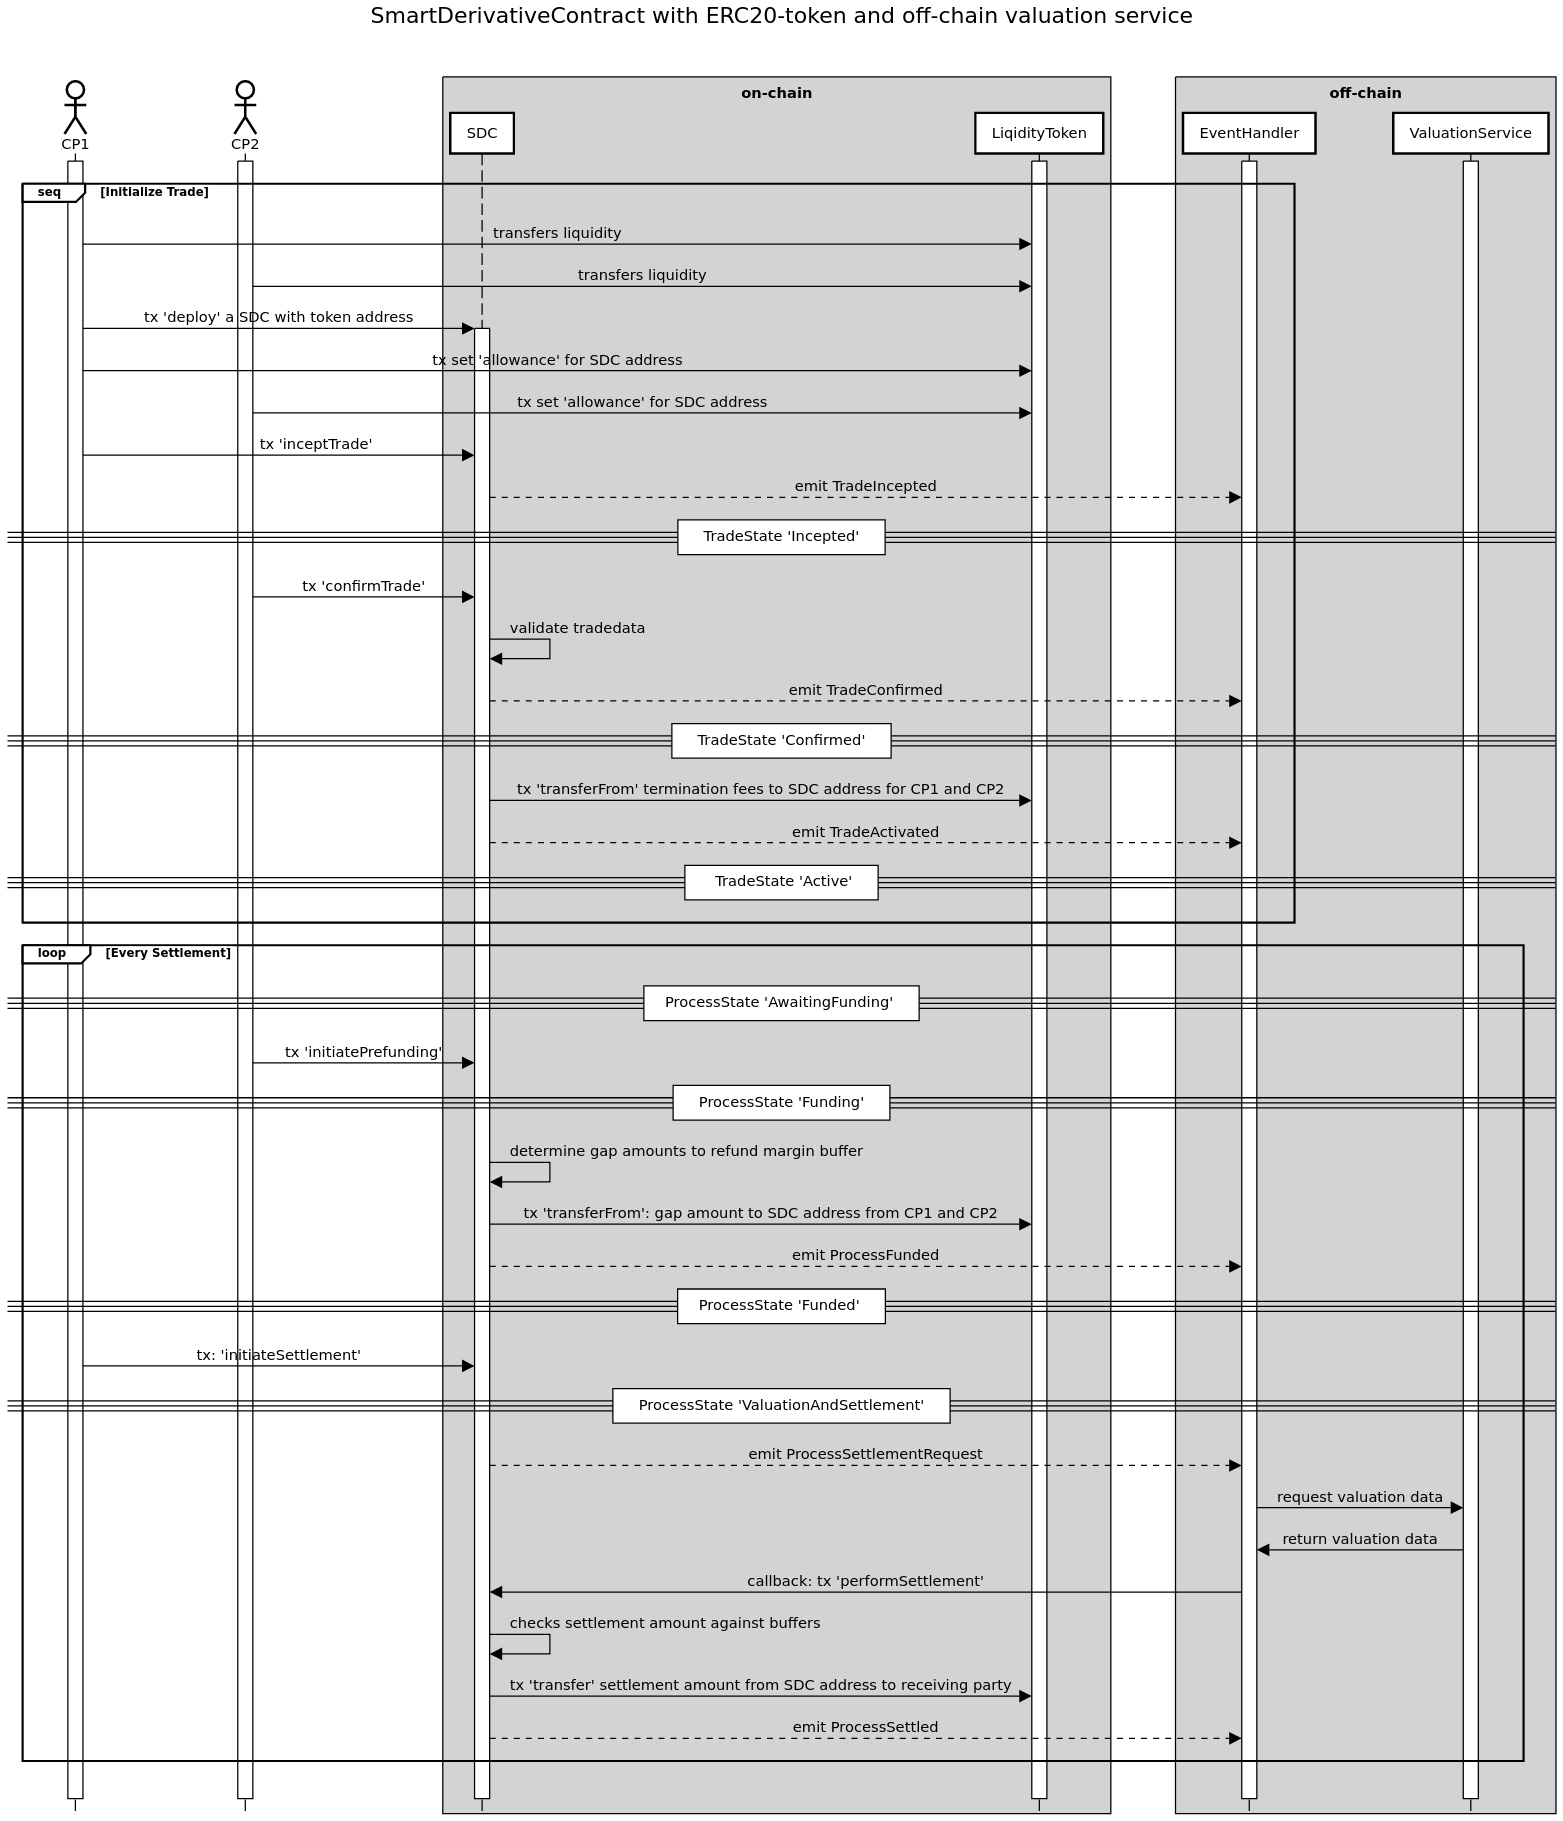 SmartDerivativeContract with ERC20-token and off-chain valuation service
on-chain
off-chain
CP1
CP2
SDC
LiqidityToken
EventHandler
ValuationService
seq
[Initialize Trade]
transfers liquidity
transfers liquidity
tx 'deploy' a SDC with token address
tx set 'allowance' for SDC address
tx set 'allowance' for SDC address
tx 'inceptTrade'
emit TradeIncepted
TradeState 'Incepted'
tx 'confirmTrade'
validate tradedata
emit TradeConfirmed
TradeState 'Confirmed'
tx 'transferFrom' termination fees to SDC address for CP1 and CP2
emit TradeActivated
TradeState 'Active'
loop
[Every Settlement]
ProcessState 'AwaitingFunding'
tx 'initiatePrefunding'
ProcessState 'Funding'
determine gap amounts to refund margin buffer
tx 'transferFrom': gap amount to SDC address from CP1 and CP2
emit ProcessFunded
ProcessState 'Funded'
tx: 'initiateSettlement'
ProcessState 'ValuationAndSettlement'
emit ProcessSettlementRequest
request valuation data
return valuation data
callback: tx 'performSettlement'
checks settlement amount against buffers
tx 'transfer' settlement amount from SDC address to receiving party
emit ProcessSettled